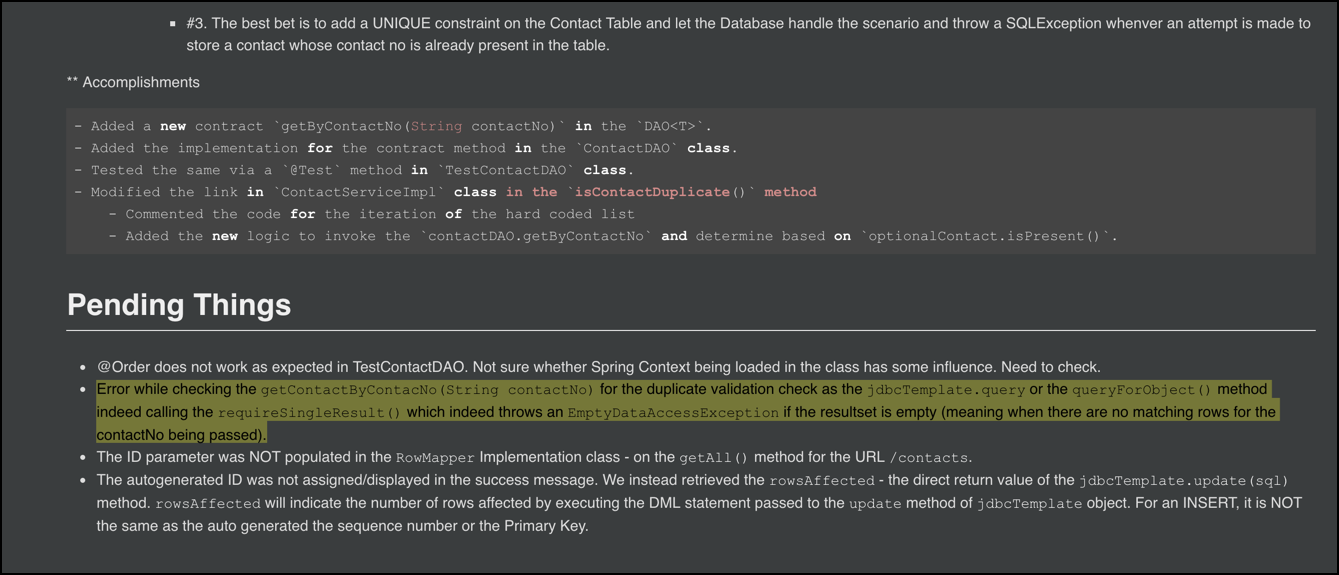 #3. The best bet is to add a UNIQUE constraint on the Contact Table and let the Database handle the scenario and throw a SQLException whenver an attempt is made to
store a contact whose contact no is already present in the table.
** Accomplishments
- Added a new contract `getByContactNo(String contactNo)` in the `DAO<T>`.
- Added the implementation for the contract method in the `ContactDAO` class.
- Tested the same via a `@Test` method in `TestContactDAO` class.
- Modified the link in `ContactServiceImpl` class in the `isContactDuplicate()` method
- Commented the code for the iteration of the hard coded list
- Added the new logic to invoke the `contactDAO.getByContactNo` and determine based on `optionalContact.isPresent()`.
Pending Things
@Order does not work as expected in TestContactDAO. Not sure whether Spring Context being loaded in the class has some influence. Need to check.
Error while checking the getContactByContacNo(String contactNo) for the duplicate validation check as the jdbcTemplate.query or the queryForObject() method
indeed calling the requireSingleResult() which indeed throws an EmptyDataAccessException if the resultset is empty (meaning when there are no matching rows for the
contactNo being passed).
The ID parameter was NOT populated in the RowMapper Implementation class - on the getAll() method for the URL /contacts.
The autogenerated ID was not assigned/displayed in the success message. We instead retrieved the rowsAffected - the direct return value of the jdbcTemplate.update(sql)
method. rowsAffected will indicate the number of rows affected by executing the DML statement passed to the update method of jdbcTemplate object. For an INSERT, it is NOT
the same as the auto generated the sequence number or the Primary Key.